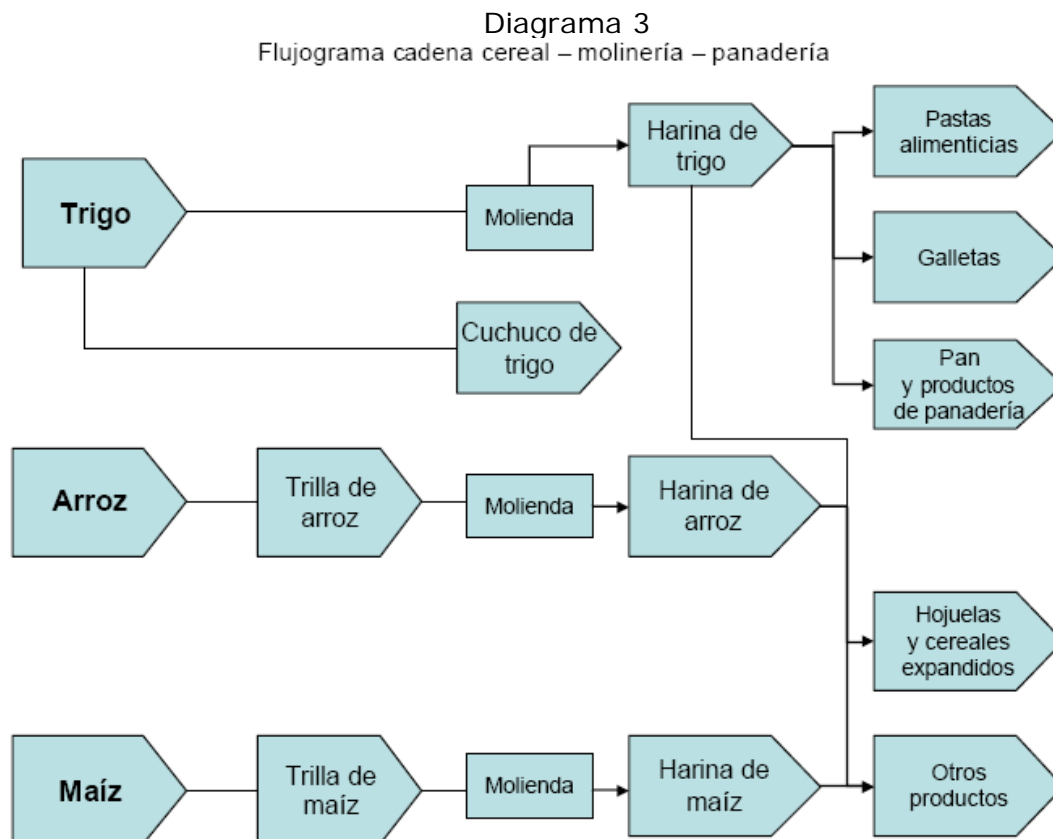 Diagrama 3
Flujograma cadena cereal – molinería – panadería
Trigo
Molienda
Harina de
trigo
Pastas
alimenticias
Galletas
Pan
y productos
de panadería
Cuchuco de
trigo
Arroz
Trilla de
arroz
Molienda
Harina de
arroz
Hojuelas
y cereales
expandidos
Maíz
Trilla de
maíz
Molienda
Harina de
maíz
Otros
productos